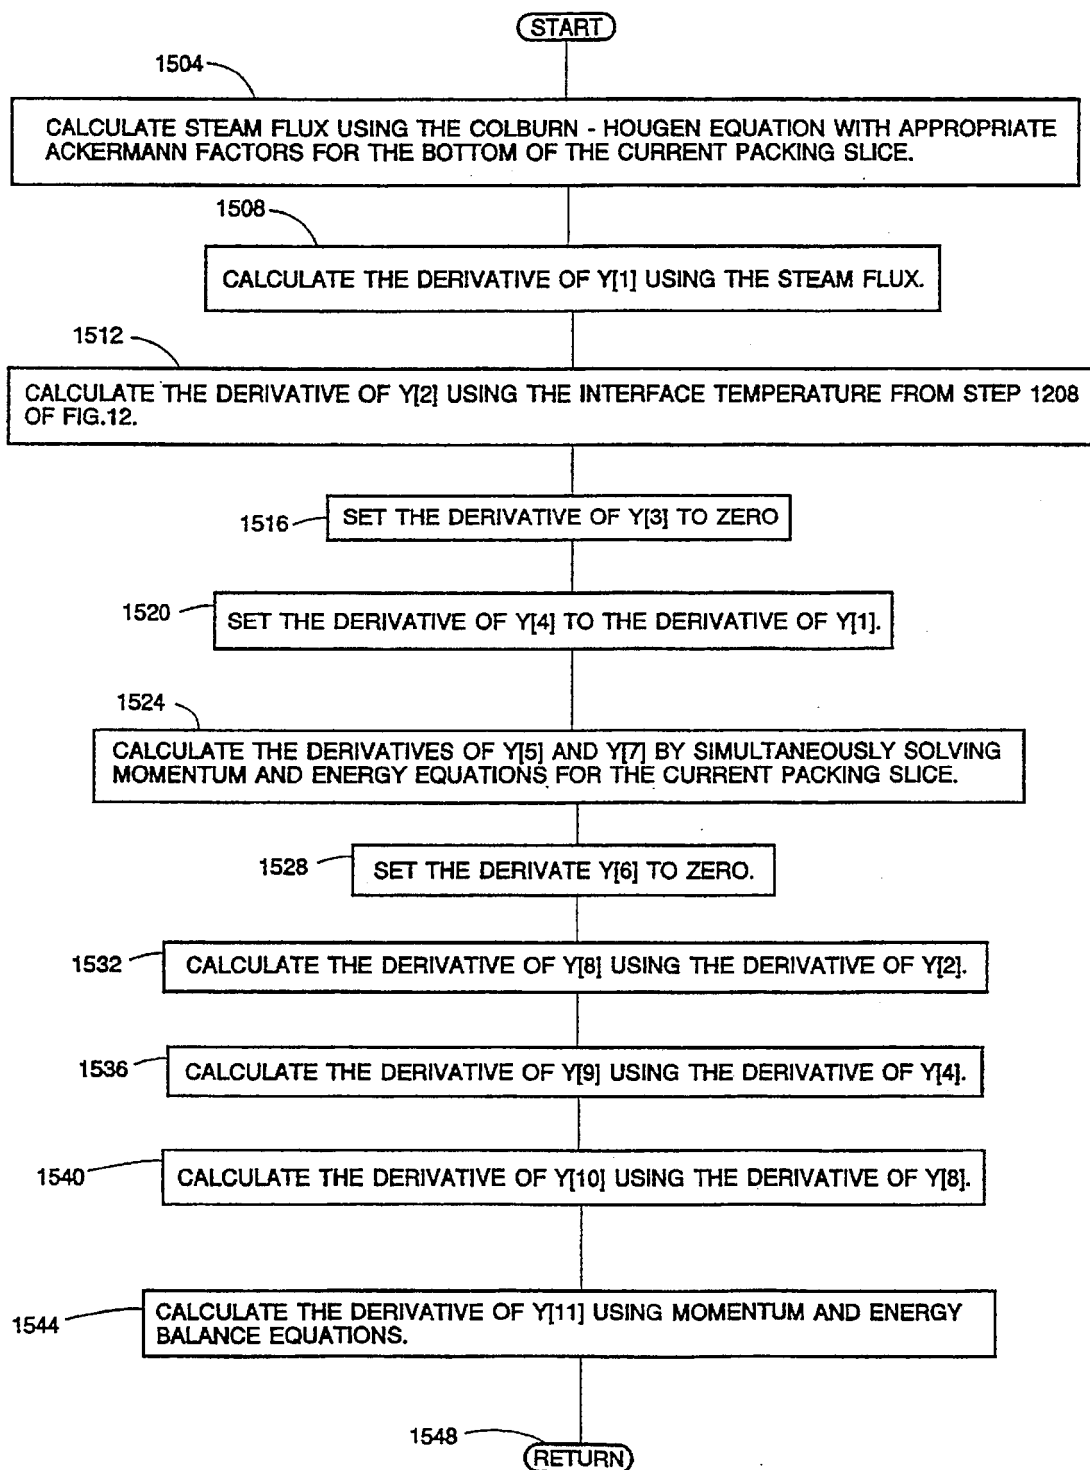 START
1504
CALCULATE STEAM FLUX USING THE COLBURN - HOUGEN EQUATION WITH APPROPRIATE
ACKERMANN FACTORS FOR THE BOTTOM OF THE CURRENT PACKING SLICE.
1508
CALCULATE THE DERIVATIVE OF Y[1] USING THE STEAM FLUX.
1512
CALCULATE THE DERIVATIVE OF Y[2] USING THE INTERFACE TEMPERATURE FROM STEP 1208
OF FIG.12.
1516
SET THE DERIVATIVE OF Y[3] TO ZERO
1520
SET THE DERIVATIVE OF Y[4] TO THE DERIVATIVE OF Y[1].
1524
CALCULATE THE DERIVATIVES OF Y[5] AND Y[7] BY SIMULTANEOUSLY SOLVING
MOMENTUM AND ENERGY EQUATIONS FOR THE CURRENT PACKING SLICE.
1528
SET THE DERIVATE Y[6] TO ZERO.
1532
CALCULATE THE DERIVATIVE OF Y[8] USING THE DERIVATIVE OF Y[2].
1536
CALCULATE THE DERIVATIVE OF Y[9] USING THE DERIVATIVE OF Y[4].
1540
CALCULATE THE DERIVATIVE OF Y[10] USING THE DERIVATIVE OF Y[8].
1544
CALCULATE THE DERIVATIVE OF Y[11] USING MOMENTUM AND ENERGY
BALANCE EQUATIONS.
1548
RETURN